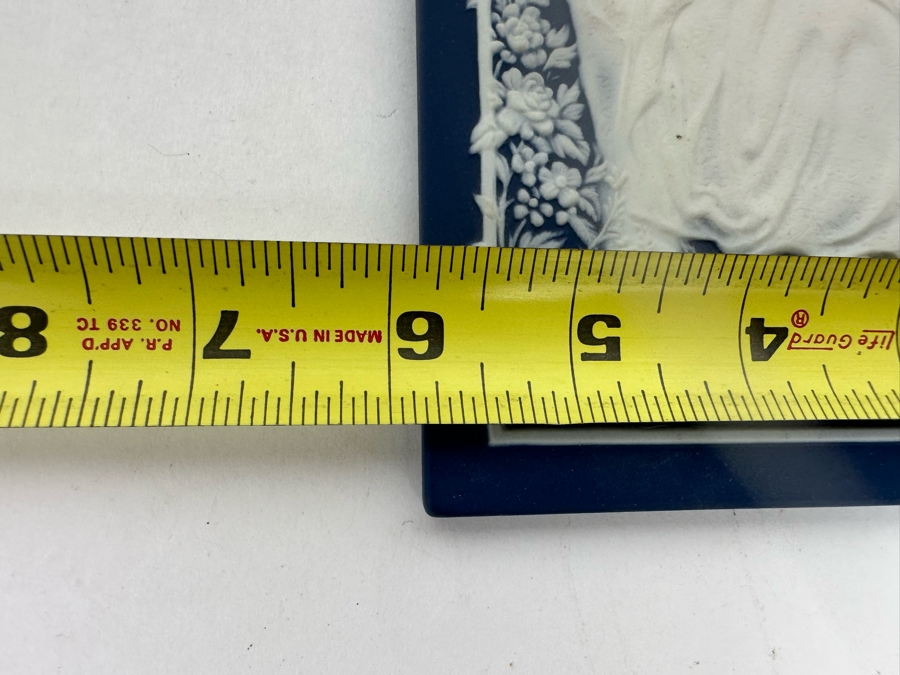 4 Life Guard®
5
6
MADE IN U.S.A.
7
P.R. APP'D
NO. 339 TC
8